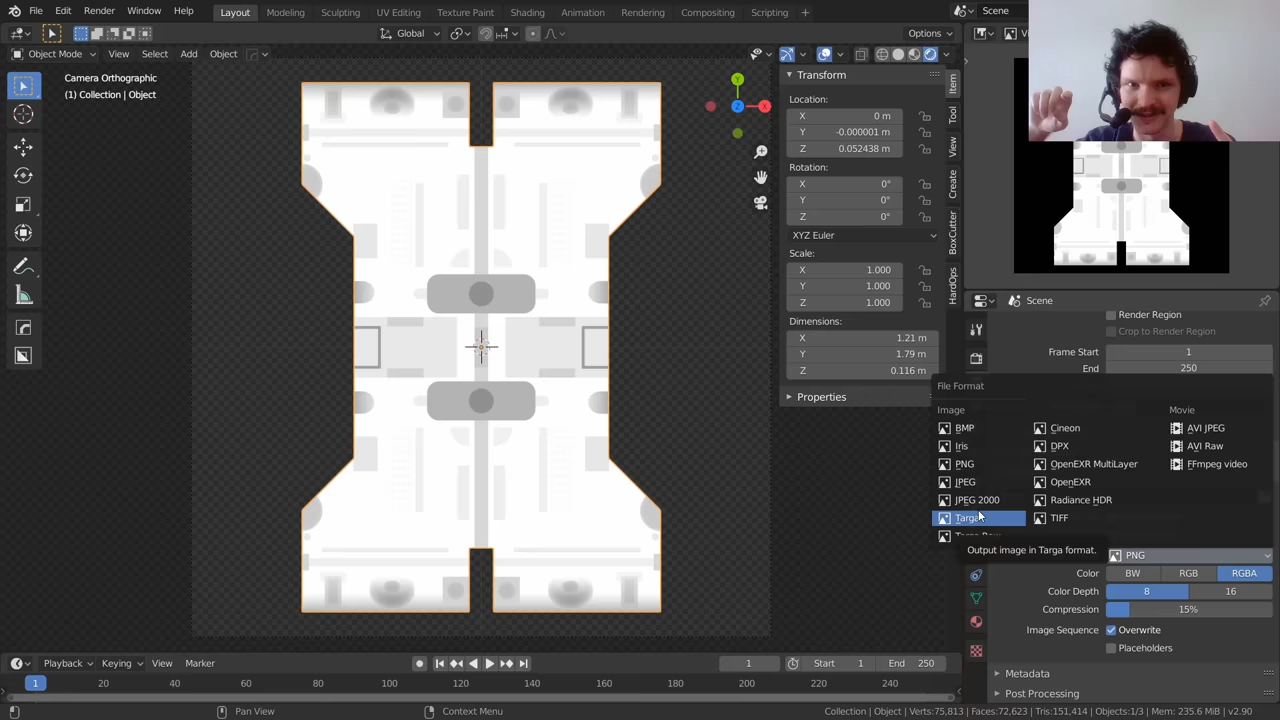 File Edit Render Window Help Layout Modeling Sculpting UV Editing Texture Paint Shading Animation Rendering Compositing Scripting + Scene
Global Options
Object Mode View Select Add Object
Camera Orthographic
(1) Collection | Object
Y
Z
X
Transform
Location:
X 0 m
Y -0.000001 m
Z 0.052438 m
Rotation:
X 0°
Y 0°
Z 0°
XYZ Euler
Scale:
X 1.000
Y 1.000
Z 1.000
Dimensions:
X 1.21 m
Y 1.79 m
Z 0.116 m
Properties
Item
Tool
View
Create
BoxCutter
HardOps
Scene
Render Region
Crop to Render Region
Frame Start 1
End 250
File Format
Image Movie
BMP Cineon AVI JPEG
Iris DPX AVI Raw
PNG OpenEXR MultiLayer FFmpeg video
JPEG OpenEXR
JPEG 2000 Radiance HDR
Targa TIFF
Targa Raw
Output image in Targa format.
PNG
Color BW RGB RGBA
Color Depth 8 16
Compression 15%
Image Sequence Overwrite
Placeholders
Metadata
Post Processing
Playback Keying View Marker 1 Start 1 End 250
1 20 40 60 80 100 120 140 160 180 200 220 240
Pan View Context Menu Collection | Object | Verts:75,813 | Faces:72,623 | Tris:151,414 | Objects:1/3 | Mem: 235.6 MiB | v2.90